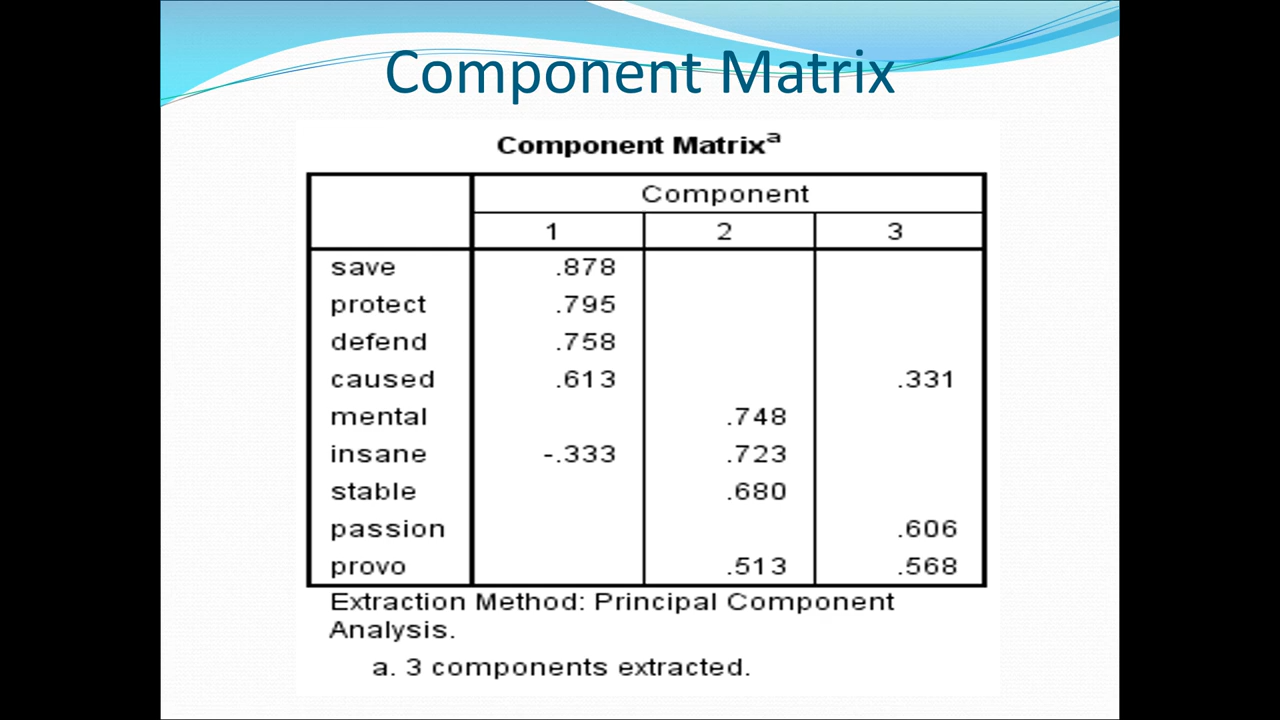 Component Matrix
Component Matrixa
Component
1 2 3
save .878
protect .795
defend .758
caused .613 .331
mental .748
insane -.333 .723
stable .680
passion .606
provo .513 .568
Extraction Method: Principal Component
Analysis.
a. 3 components extracted.